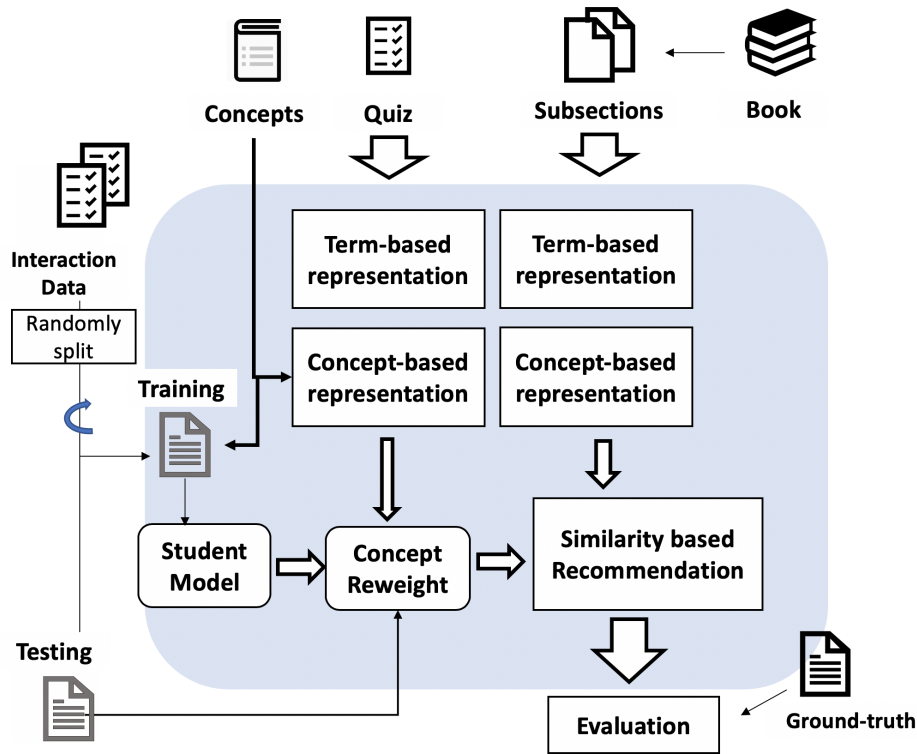 Concepts
Quiz
Subsections
Book
Interaction
Data
Randomly
split
Term-based
representation
Term-based
representation
Concept-based
representation
Concept-based
representation
Training
Student
Model
Concept
Reweight
Similarity based
Recommendation
Testing
Evaluation
Ground-truth